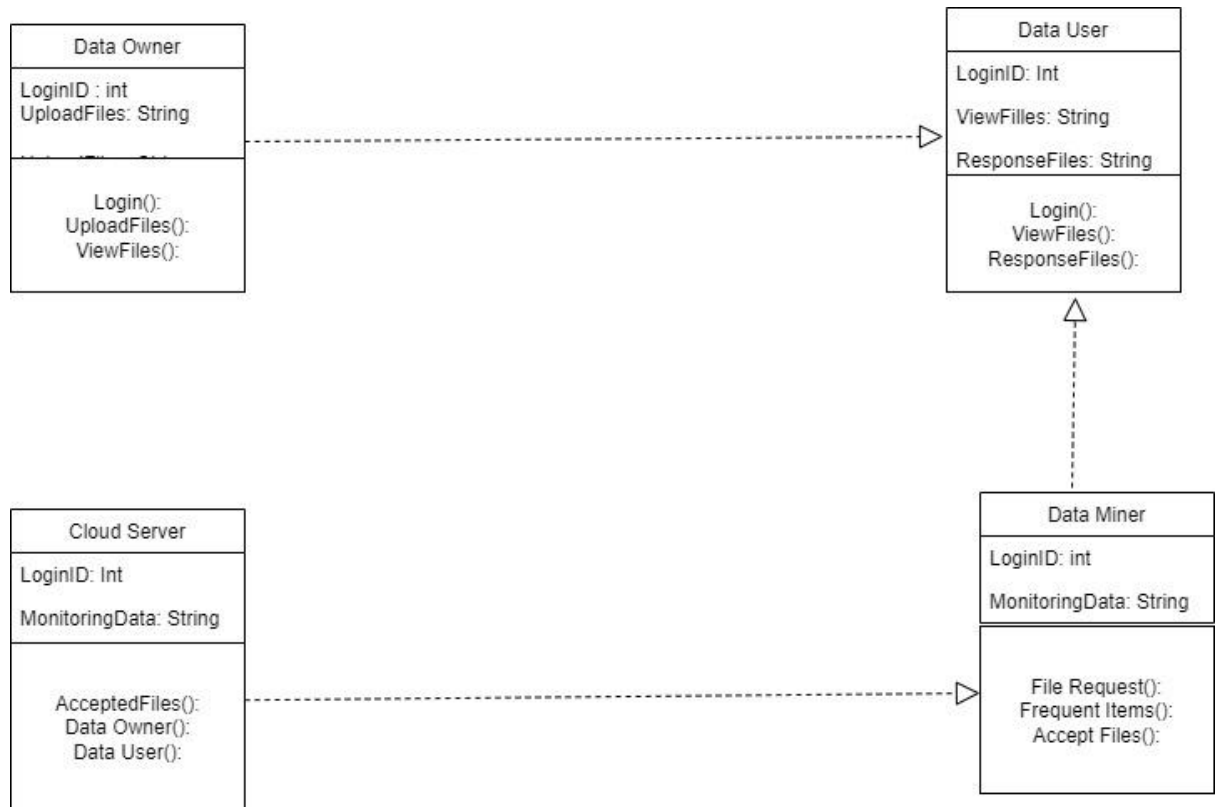 Data Owner
LoginID : int
UploadFiles: String
Login():
UploadFiles():
ViewFiles():
Data User
LoginID: Int
ViewFilles: String
ResponseFiles: String
Login():
ViewFiles():
ResponseFiles():
Cloud Server
LoginID: Int
MonitoringData: String
AcceptedFiles():
Data Owner():
Data User():
Data Miner
LoginID: int
MonitoringData: String
File Request():
Frequent Items():
Accept Files():